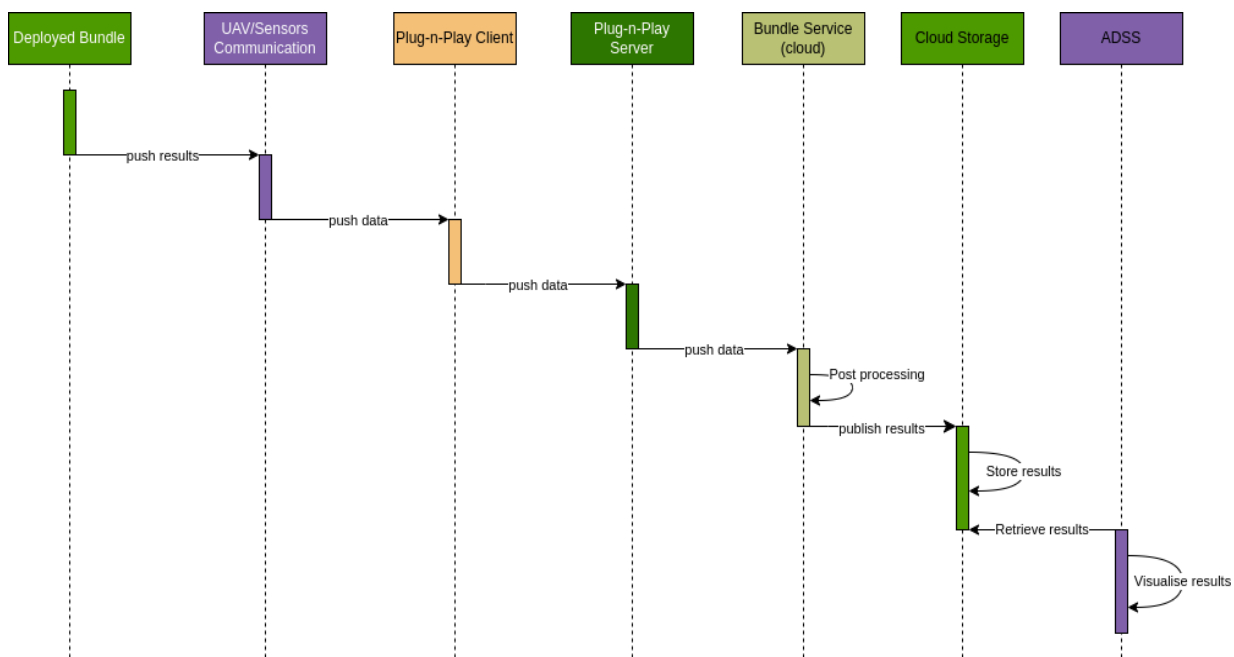 Deployed Bundle
UAV/Sensors
Communication
Plug-n-Play Client
Plug-n-Play
Server
Bundle Service
(cloud)
Cloud Storage
ADSS
push results
push data
push data
push data
Post processing
publish results
Store results
Retrieve results
Visualise results